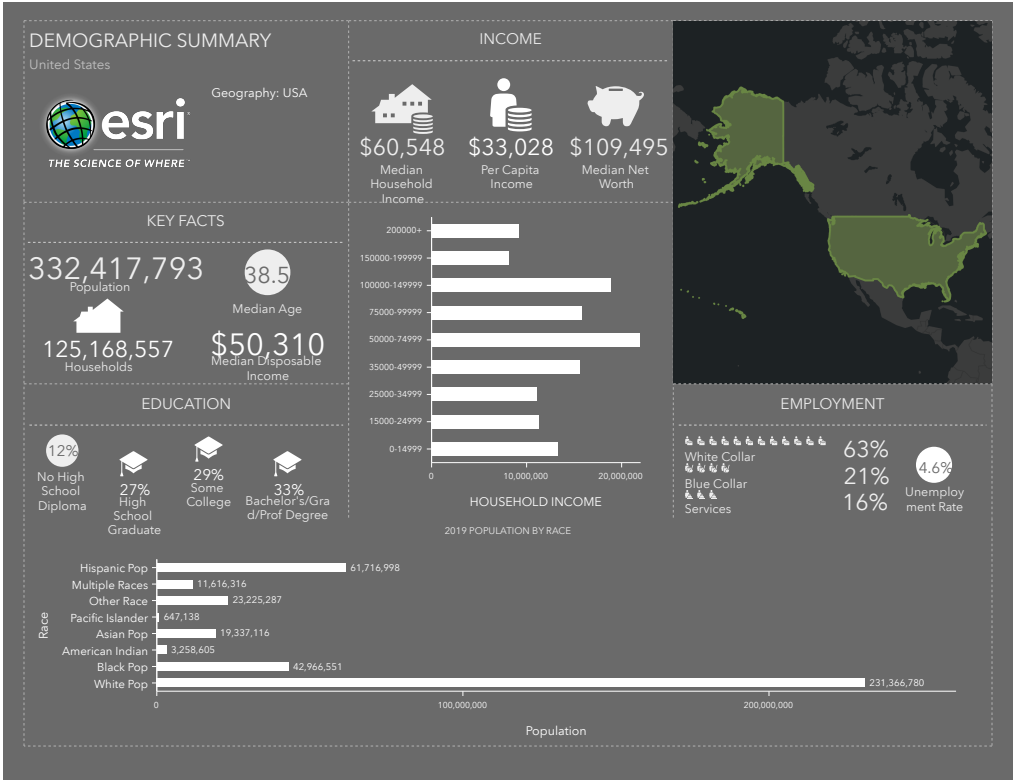 DEMOGRAPHIC SUMMARY
United States
Geography: USA
esri
THE SCIENCE OF WHERE
INCOME
$60,548
Median
Household
Income
$33,028
Per Capita
Income
$109,495
Median Net
Worth
KEY FACTS
332,417,793
Population
38.5
Median Age
125,168,557
Households
$50,310
Median Disposable
Income
200000+
150000-199999
100000-149999
75000-99999
50000-74999
35000-49999
25000-34999
15000-24999
0-14999
0
10,000,000
20,000,000
HOUSEHOLD INCOME
EDUCATION
12%
No High
School
Diploma
27%
High
School
Graduate
29%
Some
College
33%
Bachelor's/Gra
d/Prof Degree
EMPLOYMENT
White Collar
63%
Blue Collar
21%
Services
16%
4.6%
Unemploy
ment Rate
2019 POPULATION BY RACE
Race
Hispanic Pop
61,716,998
Multiple Races
11,616,316
Other Race
23,225,287
Pacific Islander
647,138
Asian Pop
19,337,116
American Indian
3,258,605
Black Pop
42,966,551
White Pop
231,366,780
0
100,000,000
200,000,000
Population